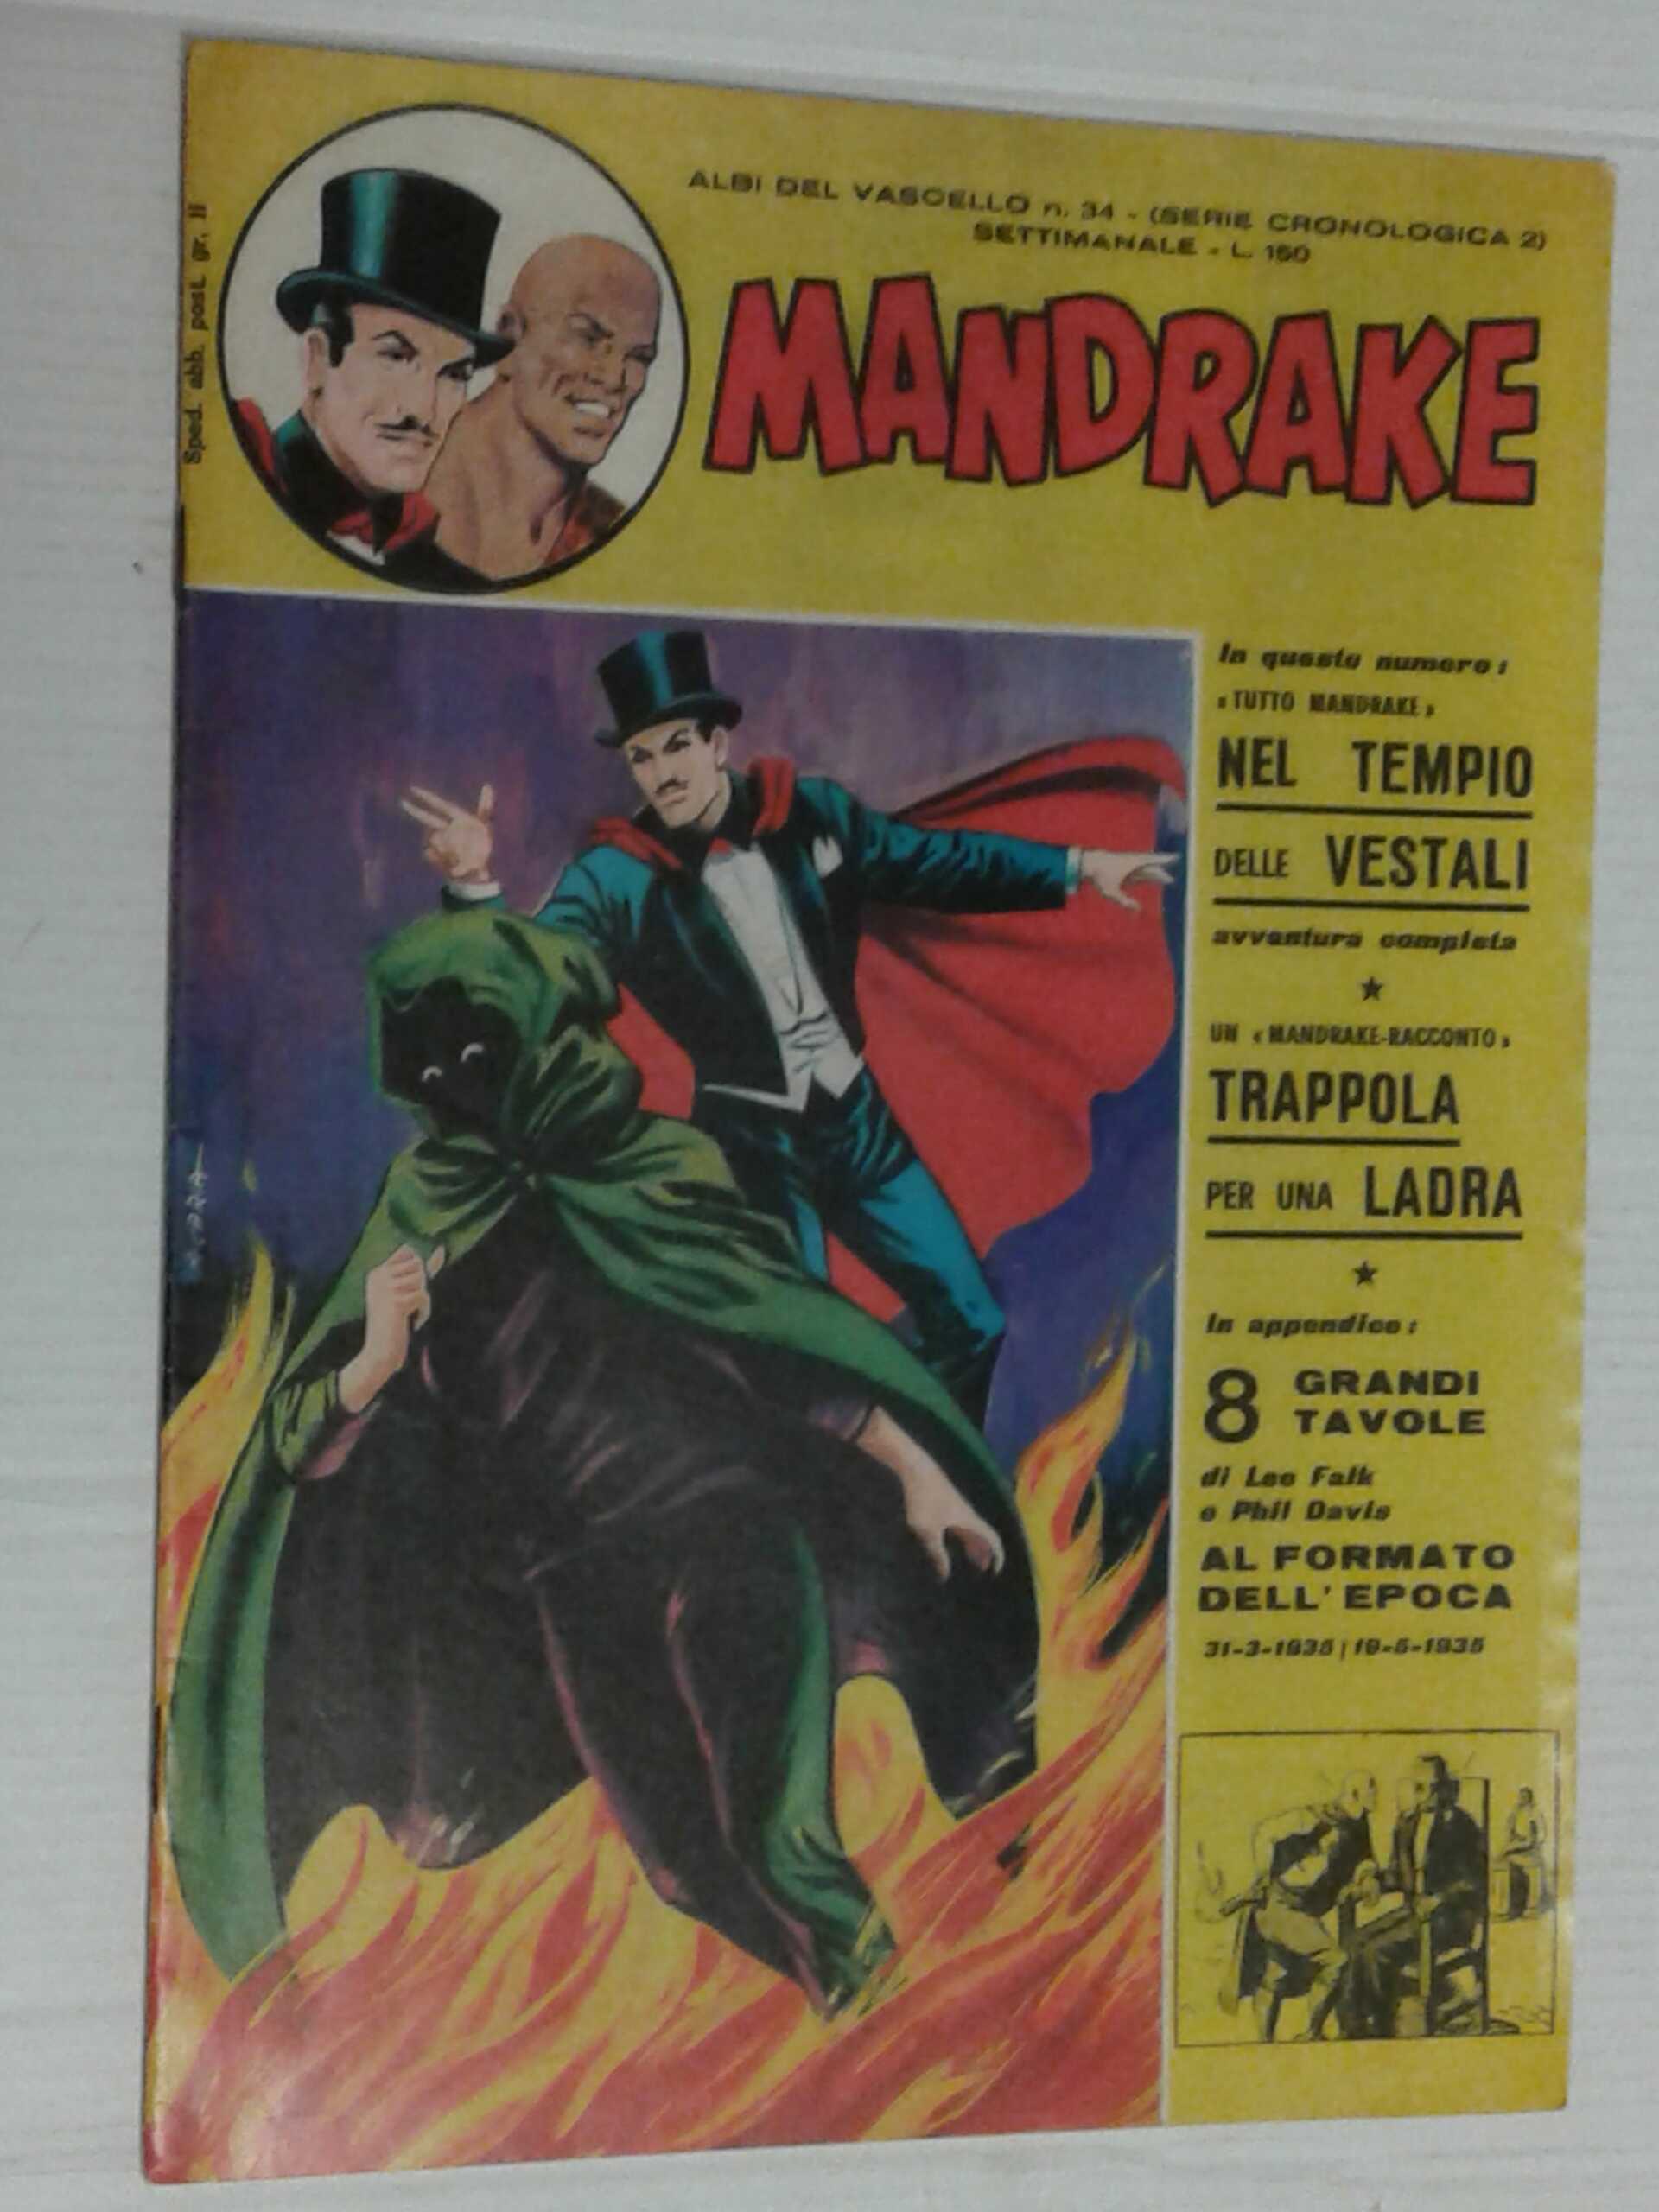 ALBI DEL VASCELLO n. 34 - (SERIE CRONOLOGICA 2)
SETTIMANALE - L. 150
Sped. abb. post. gr. II
MANDRAKE
In questo numero:
«TUTTO MANDRAKE»
NEL TEMPIO
DELLE VESTALI
avventura completa
★
UN «MANDRAKE-RACCONTO»
TRAPPOLA
PER UNA LADRA
★
In appendice:
8 GRANDI
TAVOLE
di Lee Falk
e Phil Davis
AL FORMATO
DELL'EPOCA
31-3-1935 | 19-5-1935